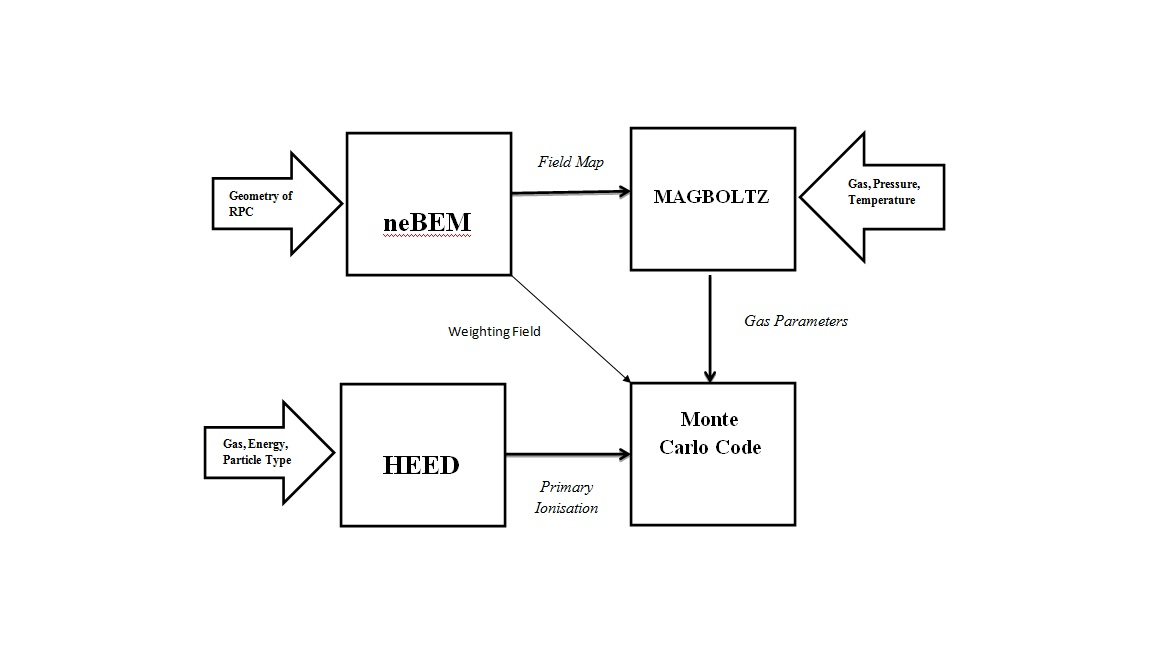 Geometry of
RPC
neBEM
Field Map
MAGBOLTZ
Gas, Pressure,
Temperature
Weighting Field
Gas Parameters
Gas, Energy,
Particle Type
HEED
Primary
Ionisation
Monte
Carlo Code